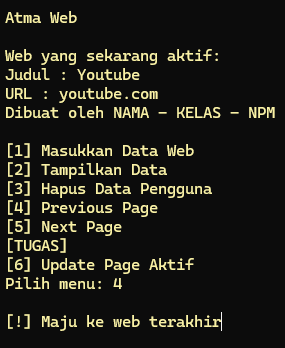 Atma Web
Web yang sekarang aktif:
Judul : Youtube
URL : youtube.com
Dibuat oleh NAMA - KELAS - NPM
[1] Masukkan Data Web
[2] Tampilkan Data
[3] Hapus Data Pengguna
[4] Previous Page
[5] Next Page
[TUGAS]
[6] Update Page Aktif
Pilih menu: 4
[!] Maju ke web terakhir